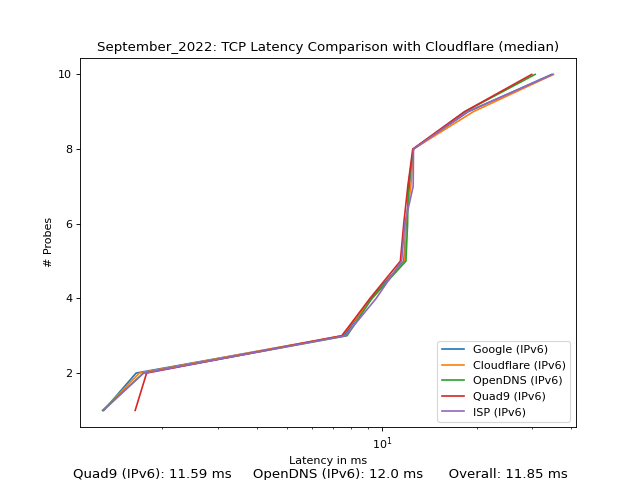 September_2022: TCP Latency Comparison with Cloudflare (median)
# Probes
10
8
6
4
2
Google (IPv6)
Cloudflare (IPv6)
OpenDNS (IPv6)
Quad9 (IPv6)
ISP (IPv6)
10^1
Latency in ms
Quad9 (IPv6): 11.59 ms OpenDNS (IPv6): 12.0 ms Overall: 11.85 ms